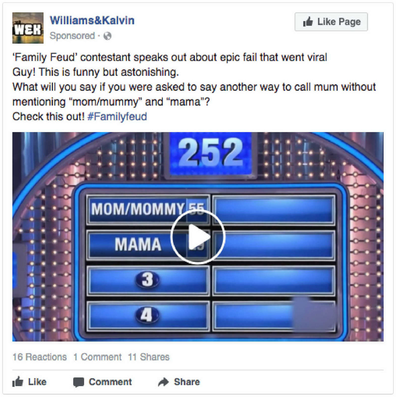 W&K
Williams&Kalvin
Like Page
Sponsored ·
'Family Feud' contestant speaks out about epic fail that went viral
Guy! This is funny but astonishing.
What will you say if you were asked to say another way to call mum without
mentioning “mom/mummy” and “mama”?
Check this out! #Familyfeud
252
MOM/MOMMY 55
MAMA
3
4
16 Reactions 1 Comment 11 Shares
Like Comment Share